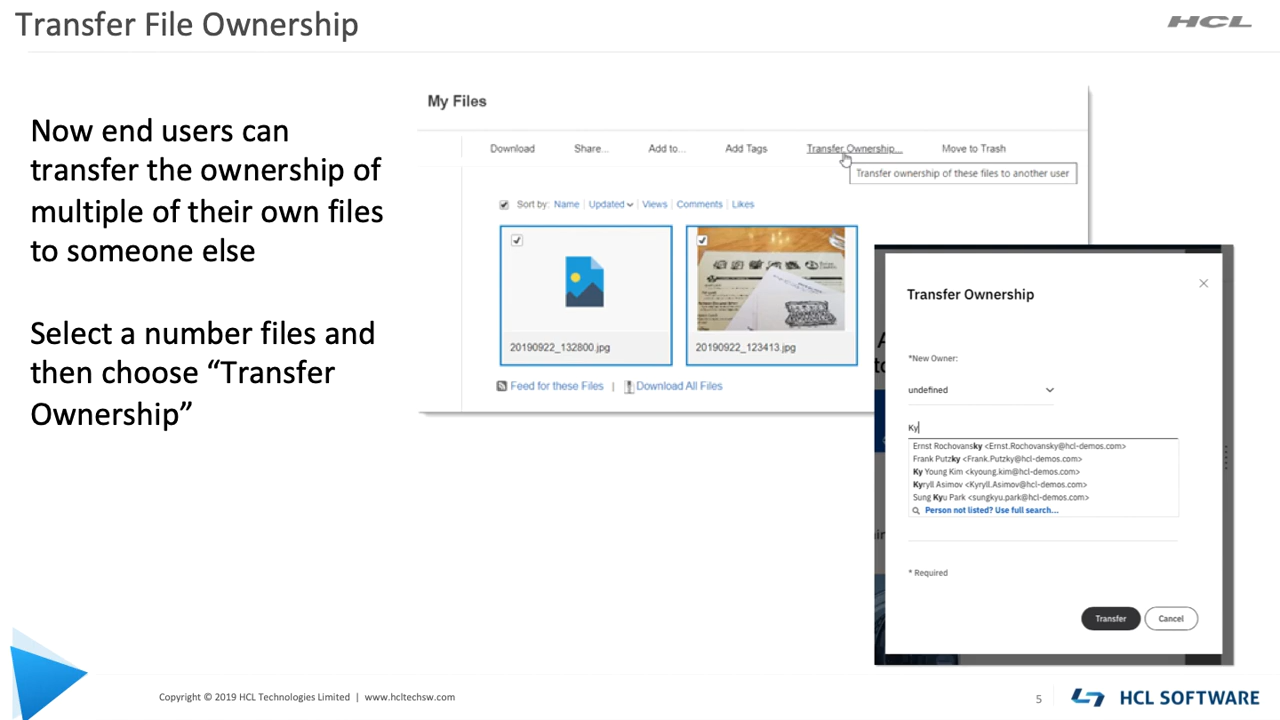 Transfer File Ownership
HCL
Now end users can
transfer the ownership of
multiple of their own files
to someone else
Select a number files and
then choose “Transfer
Ownership”
My Files
Download Share... Add to... Add Tags Transfer Ownership... Move to Trash
Transfer ownership of these files to another user
Sort by: Name | Updated | Views | Comments | Likes
20190922_132800.jpg 20190922_123413.jpg
Feed for these Files | Download All Files
Transfer Ownership
*New Owner:
undefined
Ky
Ernst Rochovansky <Ernst.Rochovansky@hcl-demos.com>
Frank Putzky <Frank.Putzky@hcl-demos.com>
Ky Young Kim <kyoung.kim@hcl-demos.com>
Kyryll Asimov <Kyryll.Asimov@hcl-demos.com>
Sung Kyu Park <sungkyu.park@hcl-demos.com>
Person not listed? Use full search...
* Required
Transfer Cancel
Copyright © 2019 HCL Technologies Limited | www.hcltechsw.com
5
HCL SOFTWARE